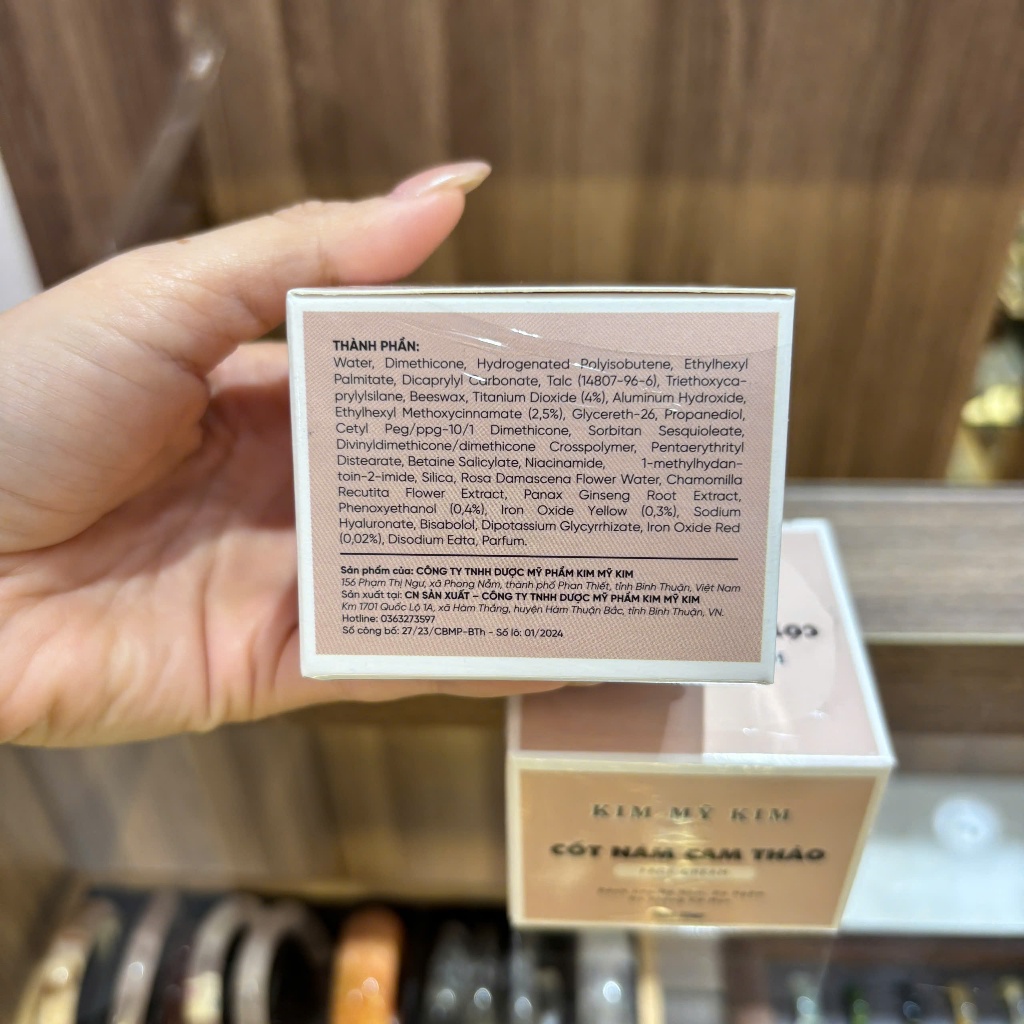 THÀNH PHẦN:
Water, Dimethicone, Hydrogenated Polyisobutene, Ethylhexyl
Palmitate, Dicaprylyl Carbonate, Talc (14807-96-6), Triethoxyca-
prylylsilane, Beeswax, Titanium Dioxide (4%), Aluminum Hydroxide,
Ethylhexyl Methoxycinnamate (2,5%), Glycereth-26, Propanediol,
Cetyl Peg/ppg-10/1 Dimethicone, Sorbitan Sesquioleate,
Divinyldimethicone/dimethicone Crosspolymer, Pentaerythrityl
Distearate, Betaine Salicylate, Niacinamide, 1-methylhydan-
toin-2-imide, Silica, Rosa Damascena Flower Water, Chamomilla
Recutita Flower Extract, Panax Ginseng Root Extract,
Phenoxyethanol (0,4%), Iron Oxide Yellow (0,3%), Sodium
Hyaluronate, Bisabolol, Dipotassium Glycyrrhizate, Iron Oxide Red
(0,02%), Disodium Edta, Parfum.
Sản phẩm của: CÔNG TY TNHH DƯỢC MỸ PHẨM KIM MỸ KIM
156 Phạm Thị Ngư, xã Phong Nẫm, thành phố Phan Thiết, tỉnh Bình Thuận, Việt Nam
Sản xuất tại: CN SẢN XUẤT – CÔNG TY TNHH DƯỢC MỸ PHẨM KIM MỸ KIM
Km 1701 Quốc Lộ 1A, xã Hàm Thắng, huyện Hàm Thuận Bắc, tỉnh Bình Thuận, VN.
Hotline: 0363273597
Số công bố: 27/23/CBMP-BTh - Số lô: 01/2024
KIM MỸ KIM
CỐT NÁM CAM THẢO